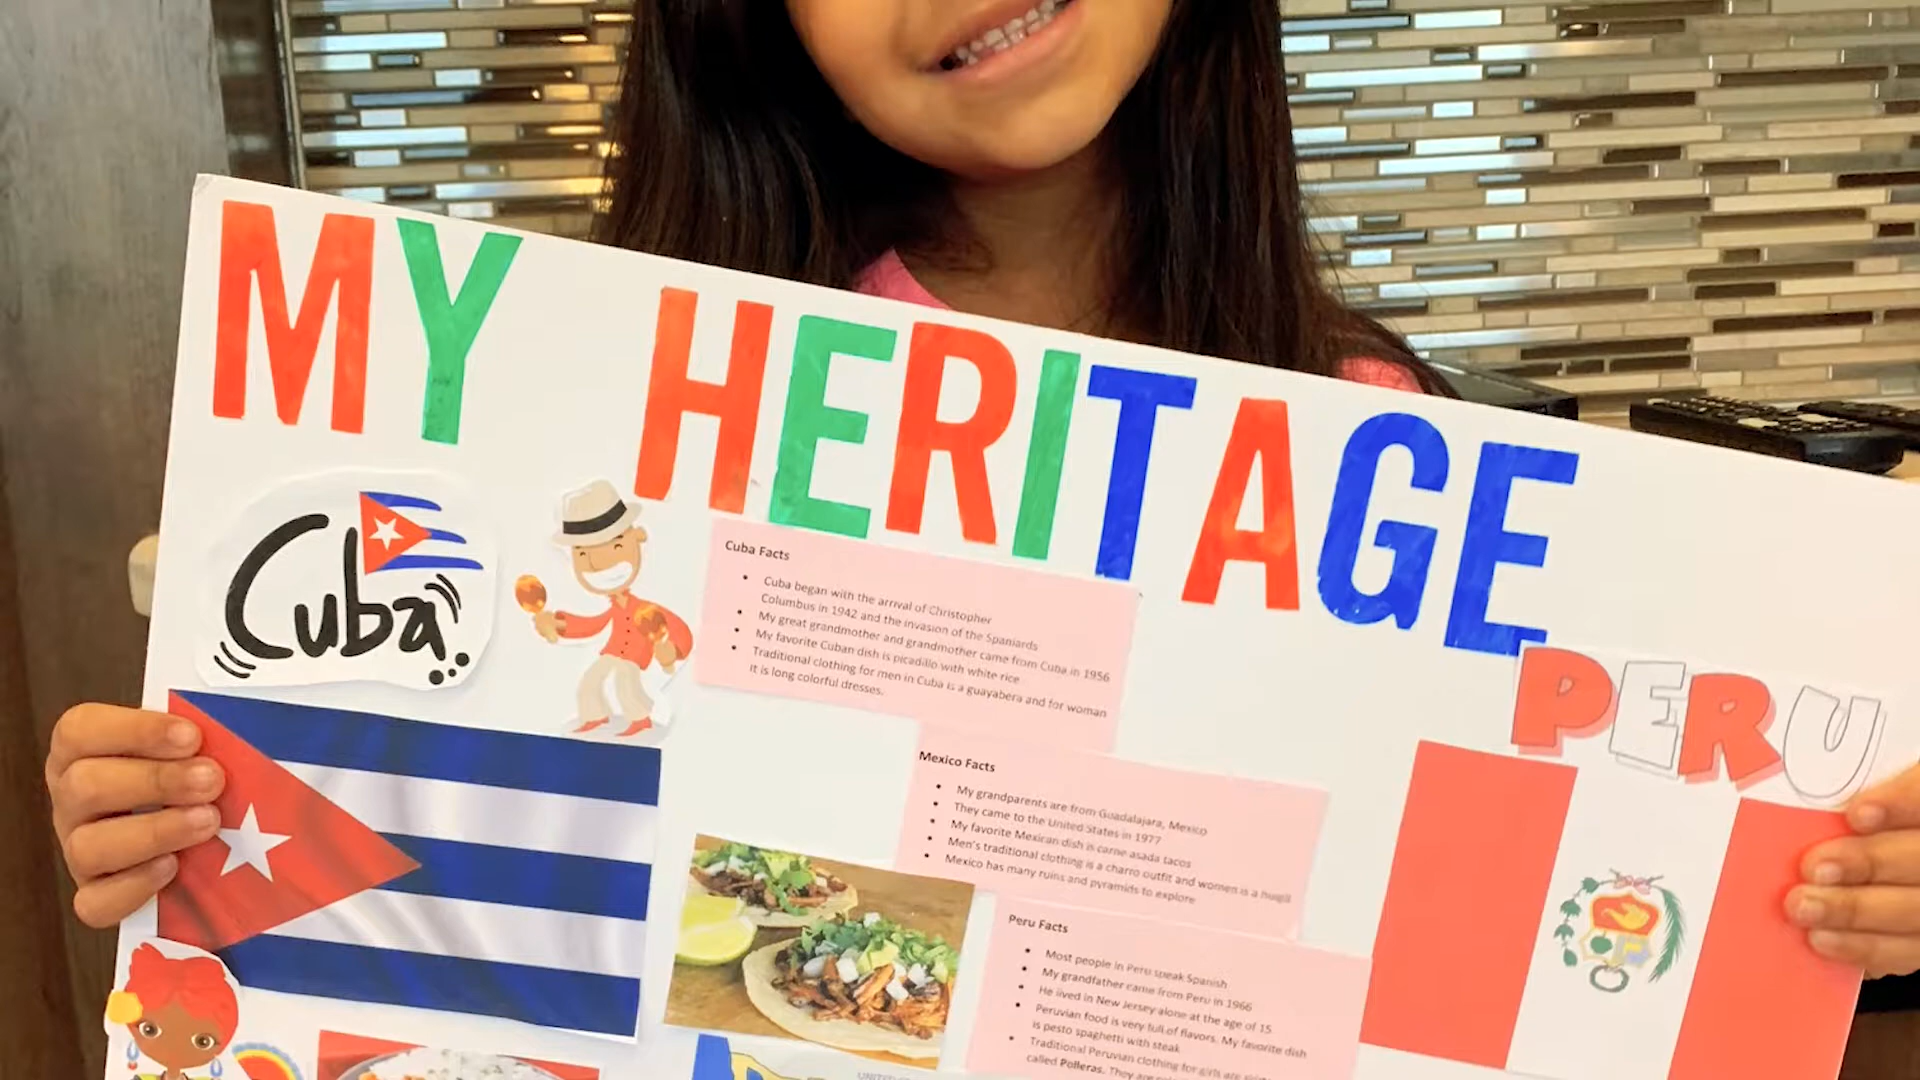 MY HERITAGE
Cuba
Cuba Facts
• Cuba began with the arrival of Christopher
Columbus in 1942 and the invasion of the Spaniards
• My great grandmother and grandmother came from Cuba in 1956
• My favorite Cuban dish is picadillo with white rice
• Traditional clothing for men in Cuba is a guayabera and for woman
it is long colorful dresses.
PERU
Mexico Facts
• My grandparents are from Guadalajara, Mexico
• They came to the United States in 1977
• My favorite Mexican dish is carne asada tacos
• Men's traditional clothing is a charro outfit and women is a hugil
• Mexico has many ruins and pyramids to explore
Peru Facts
• Most people in Peru speak Spanish
• My grandfather came from Peru in 1966
• He lived in New Jersey alone at the age of 15
• Peruvian food is very full of flavors. My favorite dish
is pesto spaghetti with steak
• Traditional Peruvian clothing for girls are
called Polleras. They are